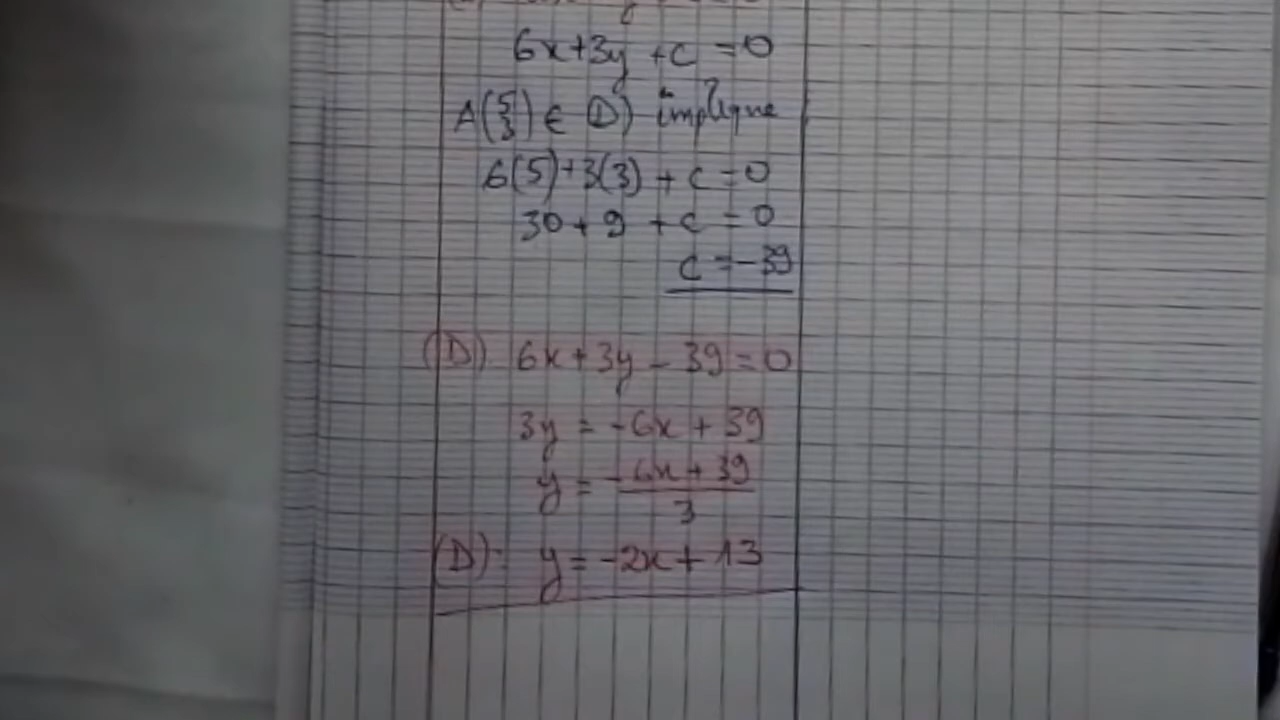 6x+3y +c =0
A(5 3) ∈ (D) implique
6(5)+3(3) + c = 0
30 + 9 + c = 0
c = -39
(D) 6x+3y - 39 = 0
3y = -6x + 39
y = -6x + 39 / 3
(D): y = -2x + 13